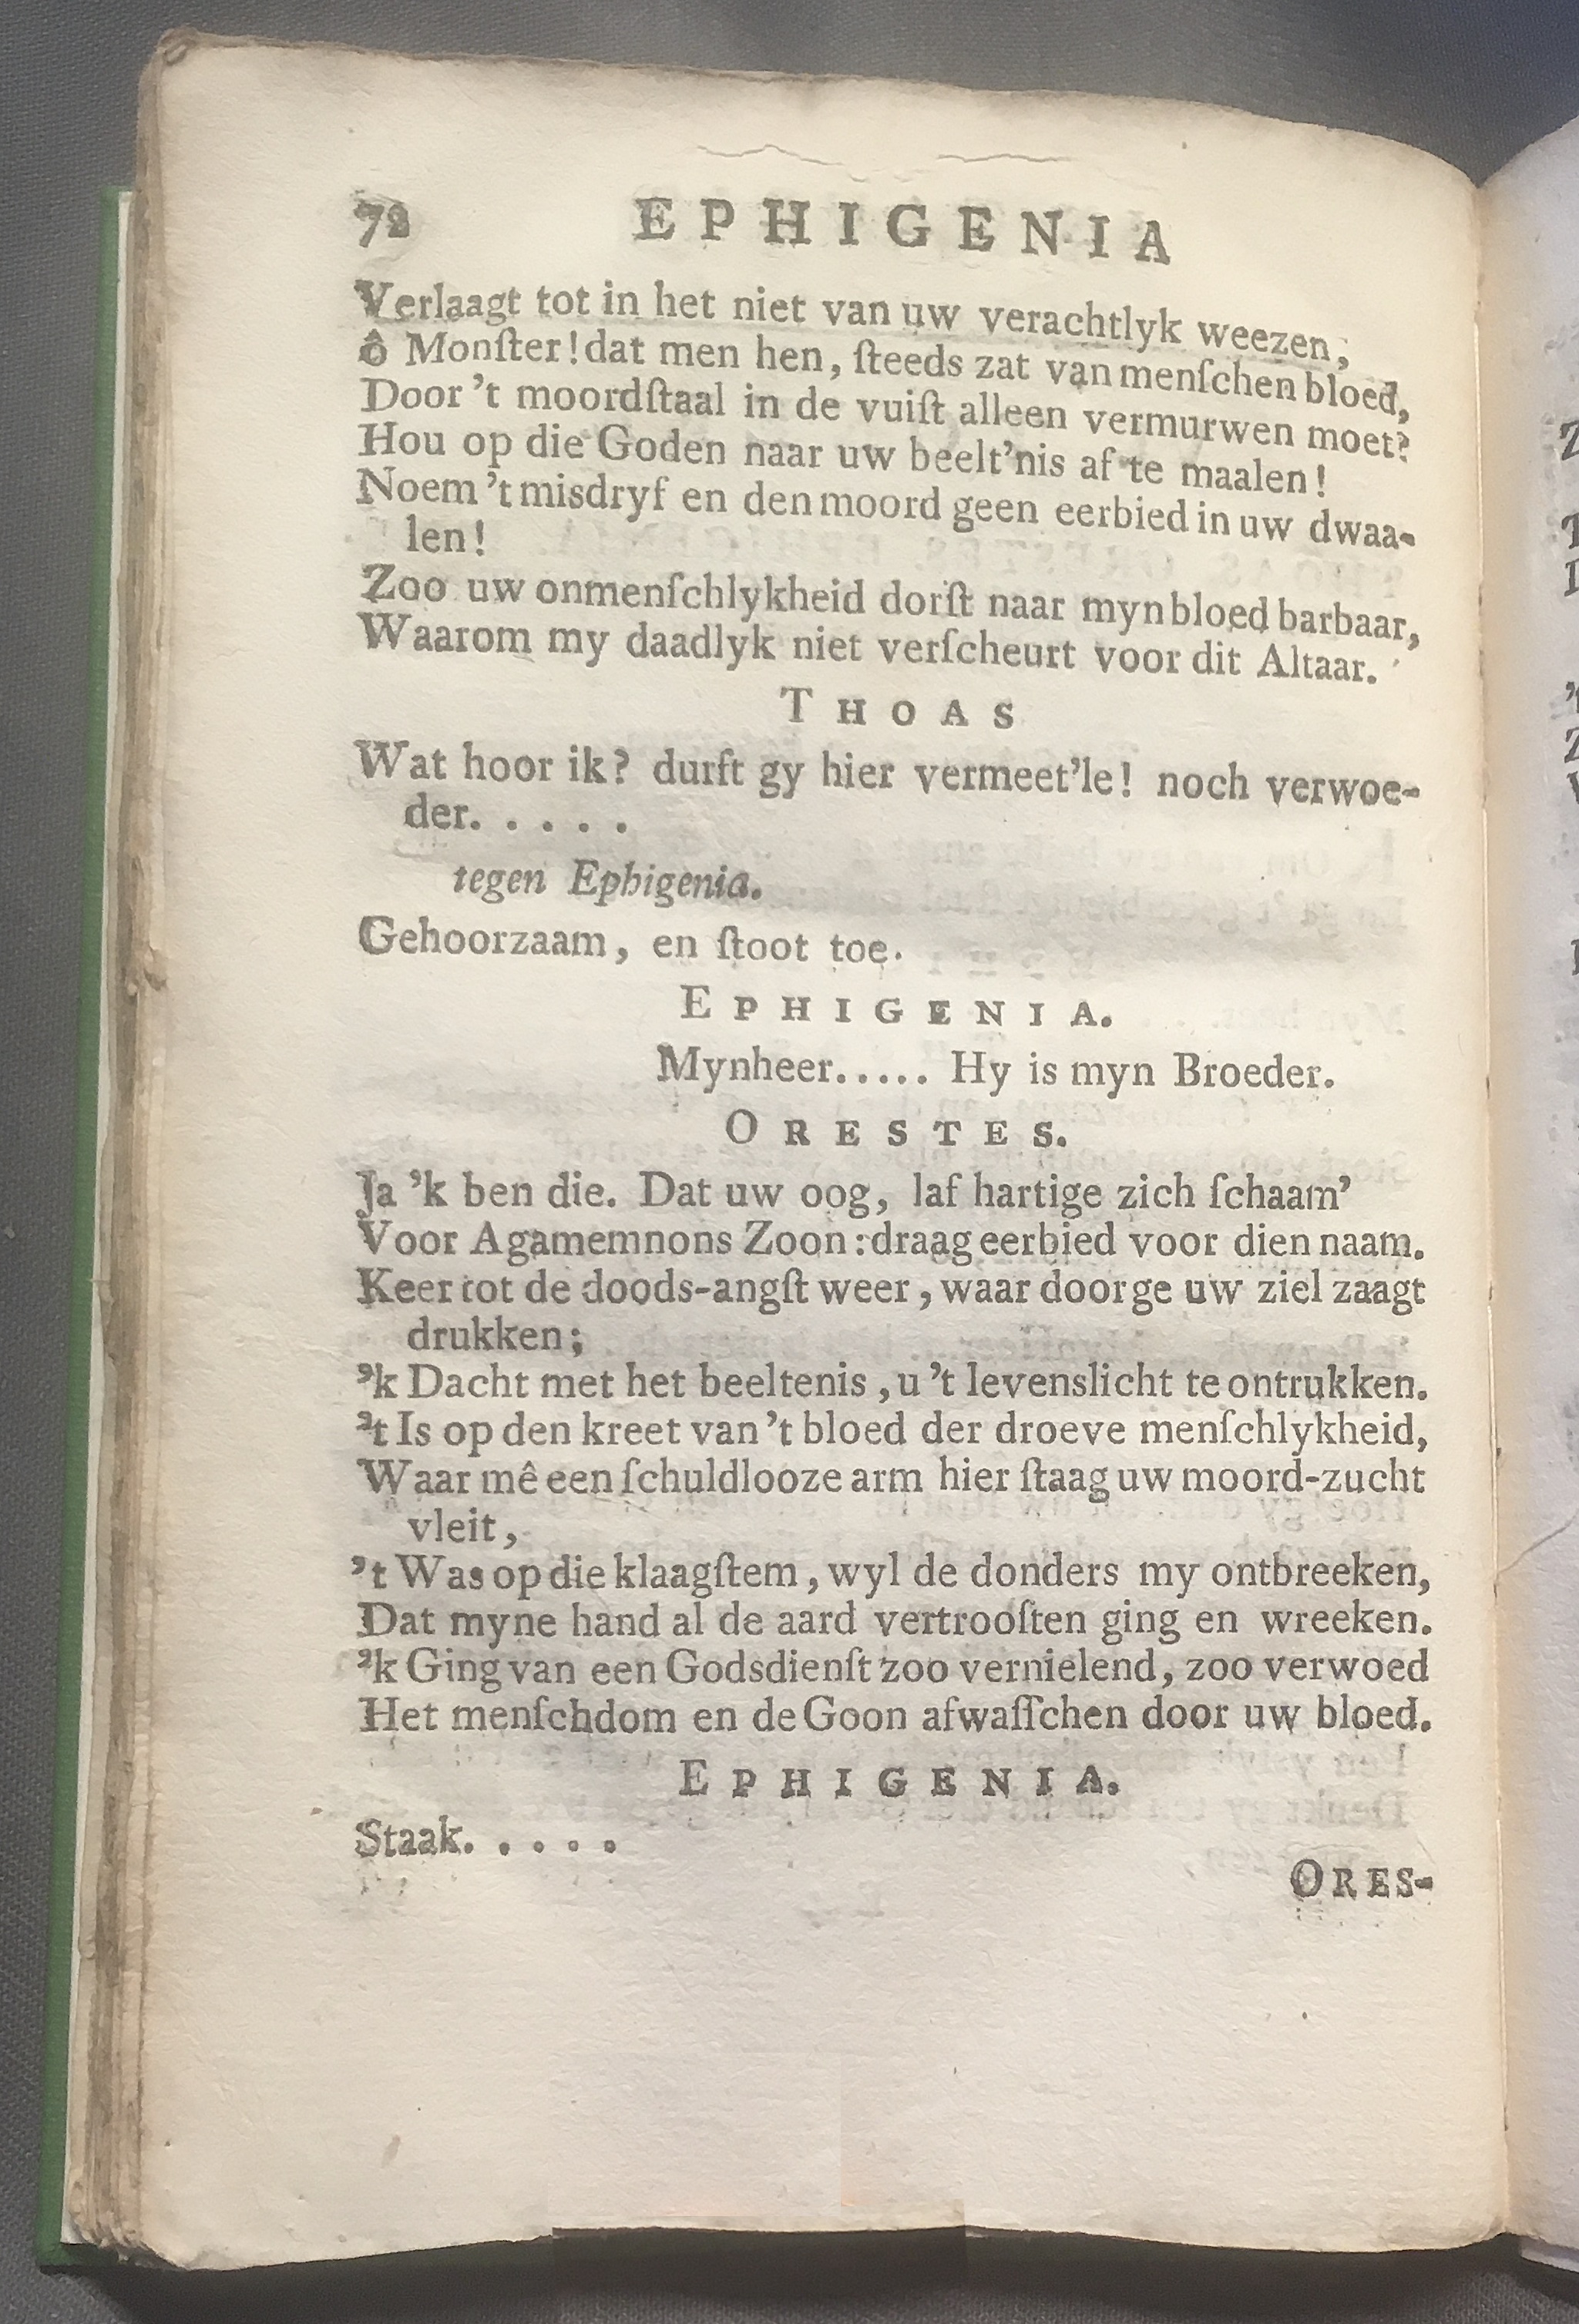 78 EPHIGENIA
Verlaagt tot in het niet van uw verachtlyk weezen,
ô Monſter! dat men hen, ſteeds zat van menſchen bloed,
Door 't moordſtaal in de vuiſt alleen vermurwen moet?
Hou op die Goden naar uw beelt'nis af te maalen!
Noem 't misdryf en den moord geen eerbied in uw dwaa-
len!
Zoo uw onmenſchlykheid dorſt naar myn bloed barbaar,
Waarom my daadlyk niet verſcheurt voor dit Altaar.
THOAS
Wat hoor ik? durft gy hier vermeet'le! noch verwoe-
der. . . . . .
tegen Ephigenia.
Gehoorzaam, en ſtoot toe.
EPHIGENIA.
Mynheer..... Hy is myn Broeder.
ORESTES.
Ja 'k ben die. Dat uw oog, laf hartige zich ſchaam'
Voor Agamemnons Zoon: draag eerbied voor dien naam.
Keer tot de doods-angſt weer, waar door ge uw ziel zaagt
drukken;
'k Dacht met het beeltenis, u 't levenslicht te ontrukken.
't Is op den kreet van 't bloed der droeve menſchlykheid,
Waar mê een ſchuldlooze arm hier ſtaag uw moord-zucht
vleit,
't Was op die klaagſtem, wyl de donders my ontbreeken,
Dat myne hand al de aard vertrooſten ging en wreeken.
'k Ging van een Godsdienſt zoo vernielend, zoo verwoed
Het menſchdom en de Goon afwaſſchen door uw bloed.
EPHIGENIA.
Staak. . . . . .
ORES-